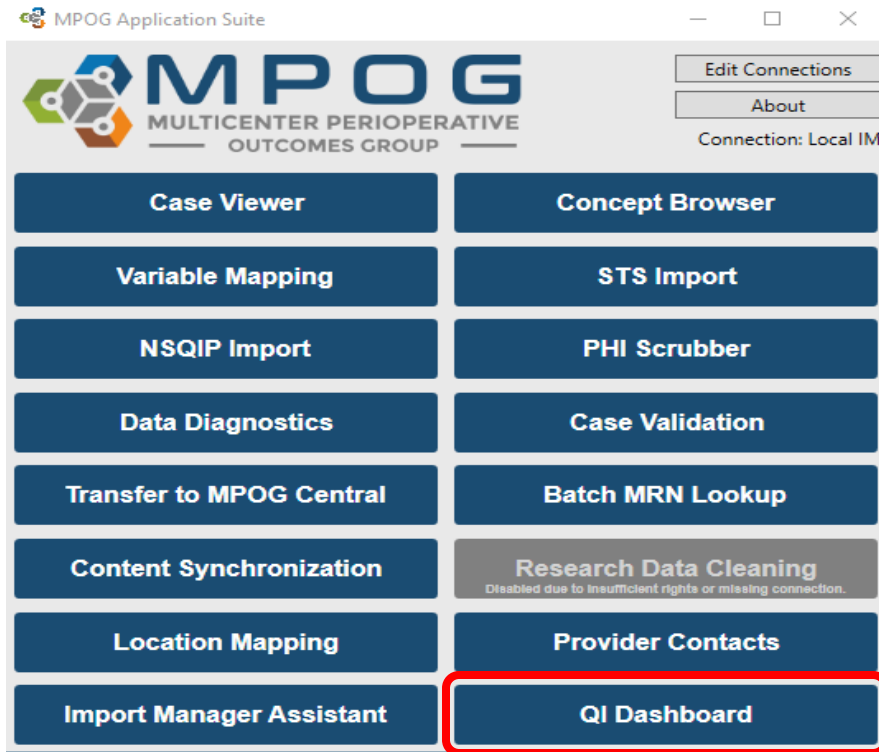 MPOG Application Suite
MPOG
MULTICENTER PERIOPERATIVE
OUTCOMES GROUP
Edit Connections
About
Connection: Local IM
Case Viewer
Concept Browser
Variable Mapping
STS Import
NSQIP Import
PHI Scrubber
Data Diagnostics
Case Validation
Transfer to MPOG Central
Batch MRN Lookup
Content Synchronization
Research Data Cleaning
Disabled due to insufficient rights or missing connection.
Location Mapping
Provider Contacts
Import Manager Assistant
QI Dashboard